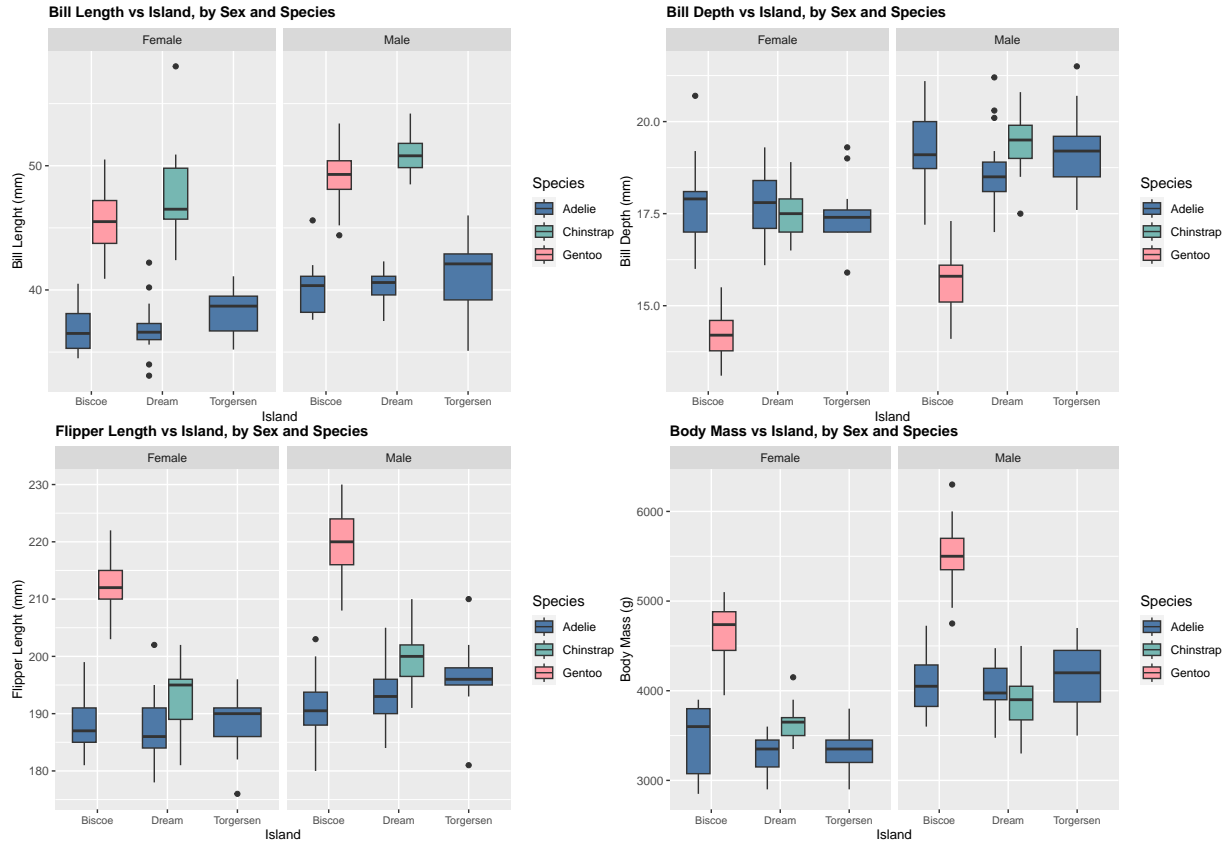 Bill Length vs Island, by Sex and Species
Female
Male
50
40
Bill Lenght (mm)
Biscoe
Dream
Torgersen
Biscoe
Dream
Torgersen
Island
Species
Adelie
Chinstrap
Gentoo
Bill Depth vs Island, by Sex and Species
Female
Male
20.0
17.5
15.0
Bill Depth (mm)
Biscoe
Dream
Torgersen
Biscoe
Dream
Torgersen
Island
Species
Adelie
Chinstrap
Gentoo
Flipper Length vs Island, by Sex and Species
Female
Male
230
220
210
200
190
180
Flipper Lenght (mm)
Biscoe
Dream
Torgersen
Biscoe
Dream
Torgersen
Island
Species
Adelie
Chinstrap
Gentoo
Body Mass vs Island, by Sex and Species
Female
Male
6000
5000
4000
3000
Body Mass (g)
Biscoe
Dream
Torgersen
Biscoe
Dream
Torgersen
Island
Species
Adelie
Chinstrap
Gentoo